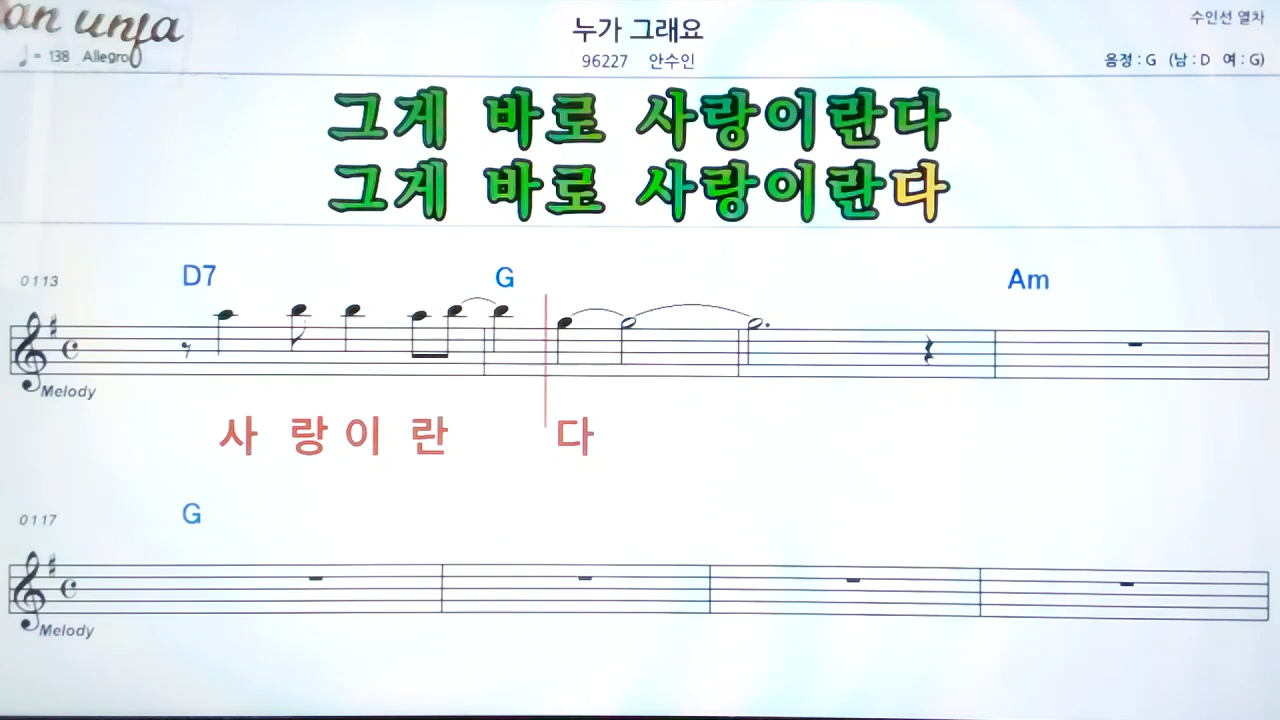 누가 그래요
수인선 열차
♩= 138 Allegro
96227 안수인
음정 : G (남 : D 여 : G)
그게 바로 사랑이란다
그게 바로 사랑이란다
0113 D7 G Am
Melody
사 랑 이 란 다
0117 G
Melody